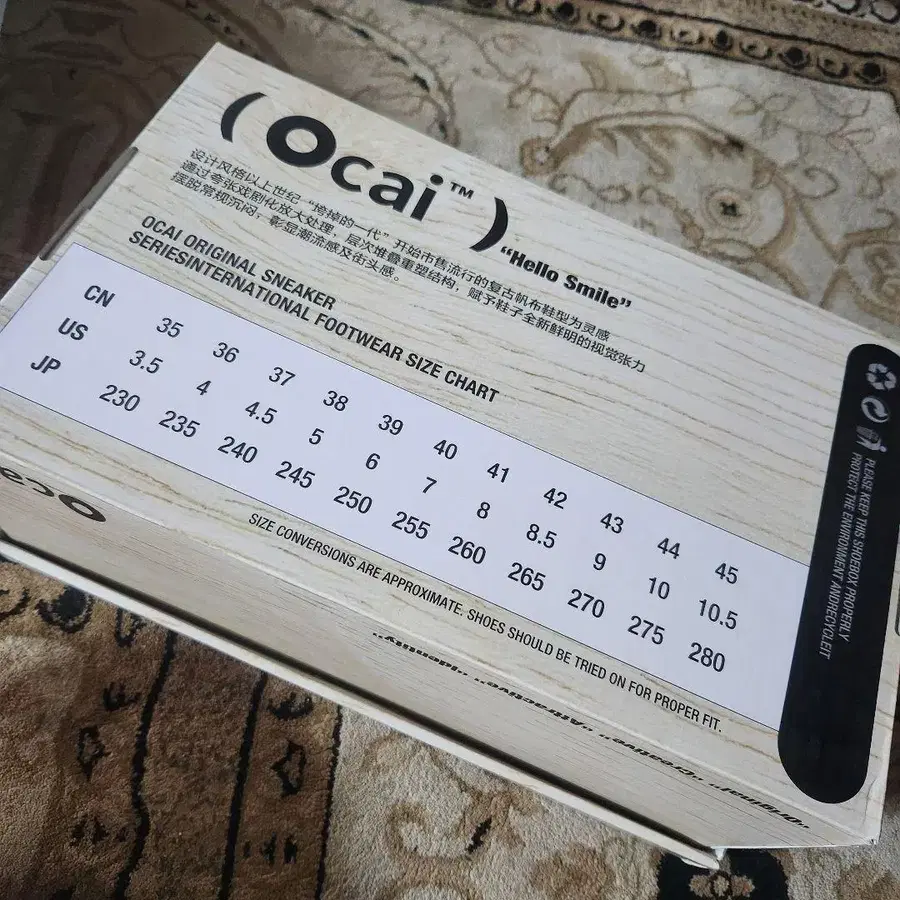 (Ocai™)
"Hello Smile"
设计风格以上世纪“垮掉的一代”开始市售流行的复古帆布鞋型为灵感
通过夸张戏剧化放大处理，层次堆叠重塑结构，赋予鞋子全新鲜明的视觉张力
摆脱常规沉闷，彰显潮流感及街头感。
OCAI ORIGINAL SNEAKER
SERIESINTERNATIONAL FOOTWEAR SIZE CHART
CN 35 36 37 38 39 40 41 42 43 44 45
US 3.5 4 4.5 5 6 7 8 8.5 9 10 10.5
JP 230 235 240 245 250 255 260 265 270 275 280
SIZE CONVERSIONS ARE APPROXIMATE. SHOES SHOULD BE TRIED ON FOR PROPER FIT.
PLEASE KEEP THIS SHOEBOX PROPERLY
PROTECT THE ENVIRONMENT ANDRECYCLEIT
"Original" "Creative" "Attractive" "Identity"